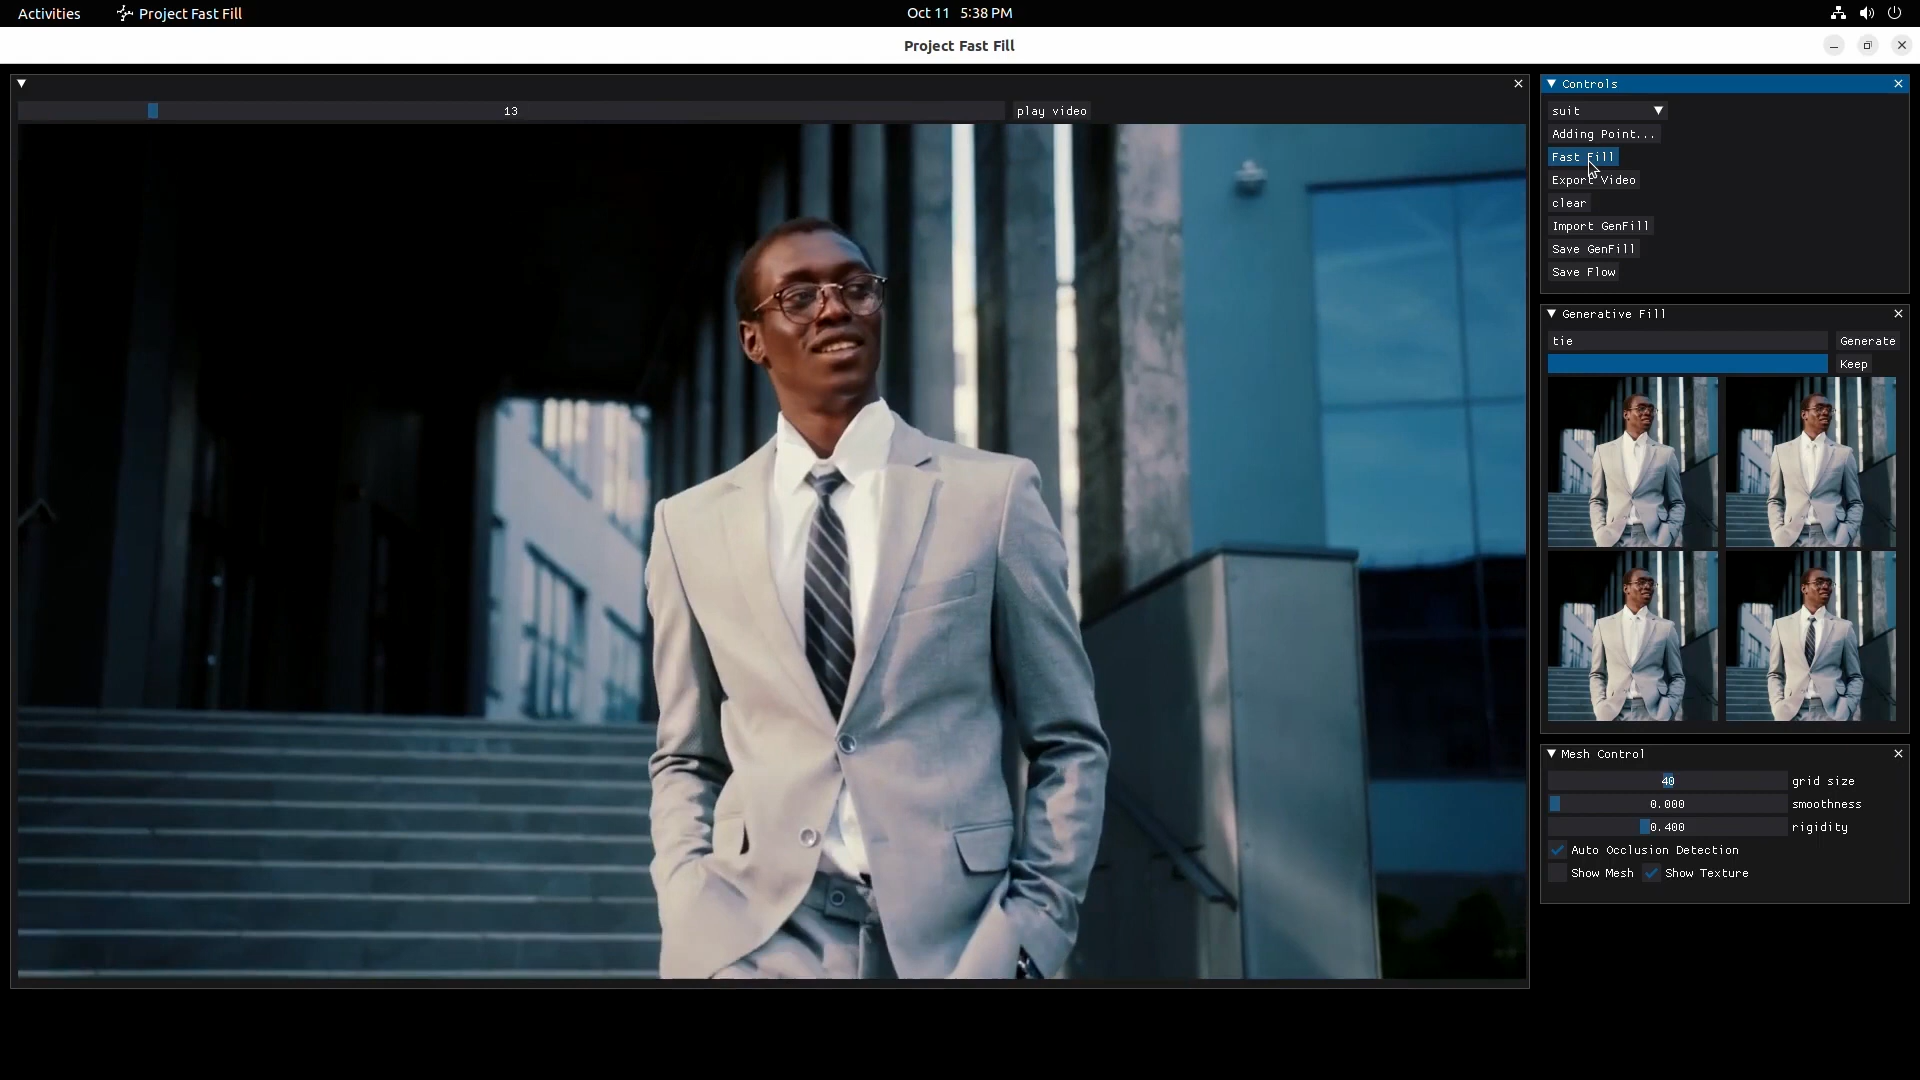 Activities Project Fast Fill Oct 11 5:38 PM
Project Fast Fill
13 play video
Controls
suit
Adding Point...
Fast Fill
Export Video
clear
Import GenFill
Save GenFill
Save Flow
Generative Fill
tie Generate
Keep
Mesh Control
40 grid size
0.000 smoothness
0.400 rigidity
Auto Occlusion Detection
Show Mesh Show Texture